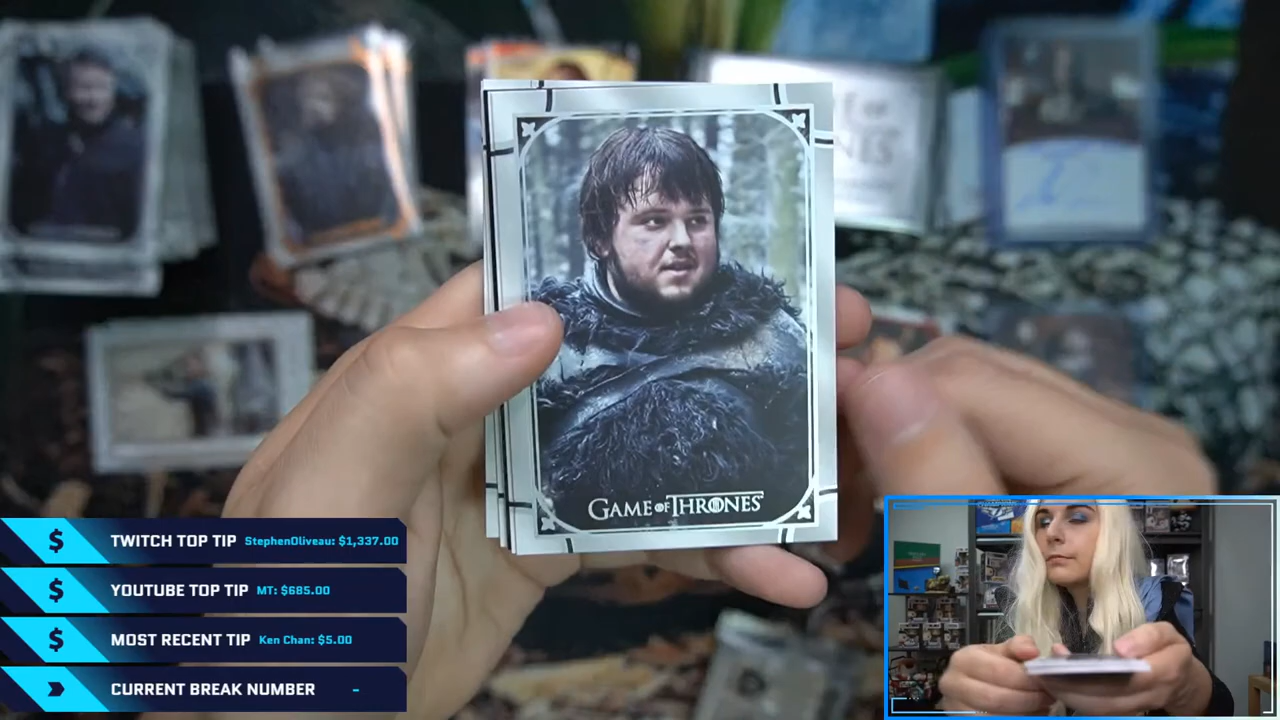 GAME OF THRONES
TWITCH TOP TIP StephenOliveau: $1,337.00
YOUTUBE TOP TIP MT: $685.00
MOST RECENT TIP Ken Chan: $5.00
CURRENT BREAK NUMBER -